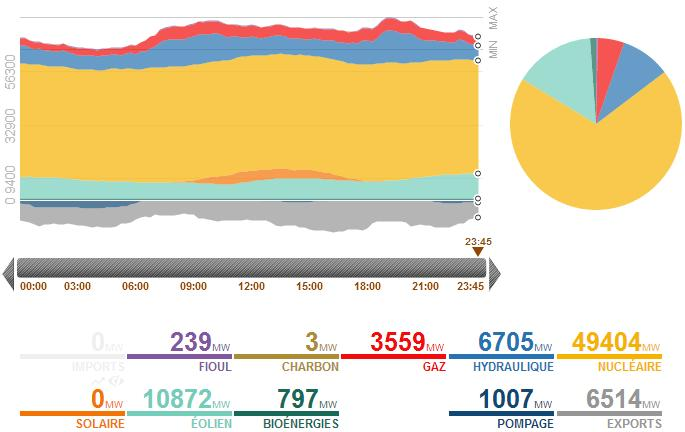 MIN MAX
56300
32900
9400
0
23:45
00:00 03:00 06:00 09:00 12:00 15:00 18:00 21:00 23:45
0MW 239MW 3MW 3559MW 6705MW 49404MW
IMPORTS FIOUL CHARBON GAZ HYDRAULIQUE NUCLÉAIRE
0MW 10872MW 797MW 1007MW 6514MW
SOLAIRE ÉOLIEN BIOÉNERGIES POMPAGE EXPORTS